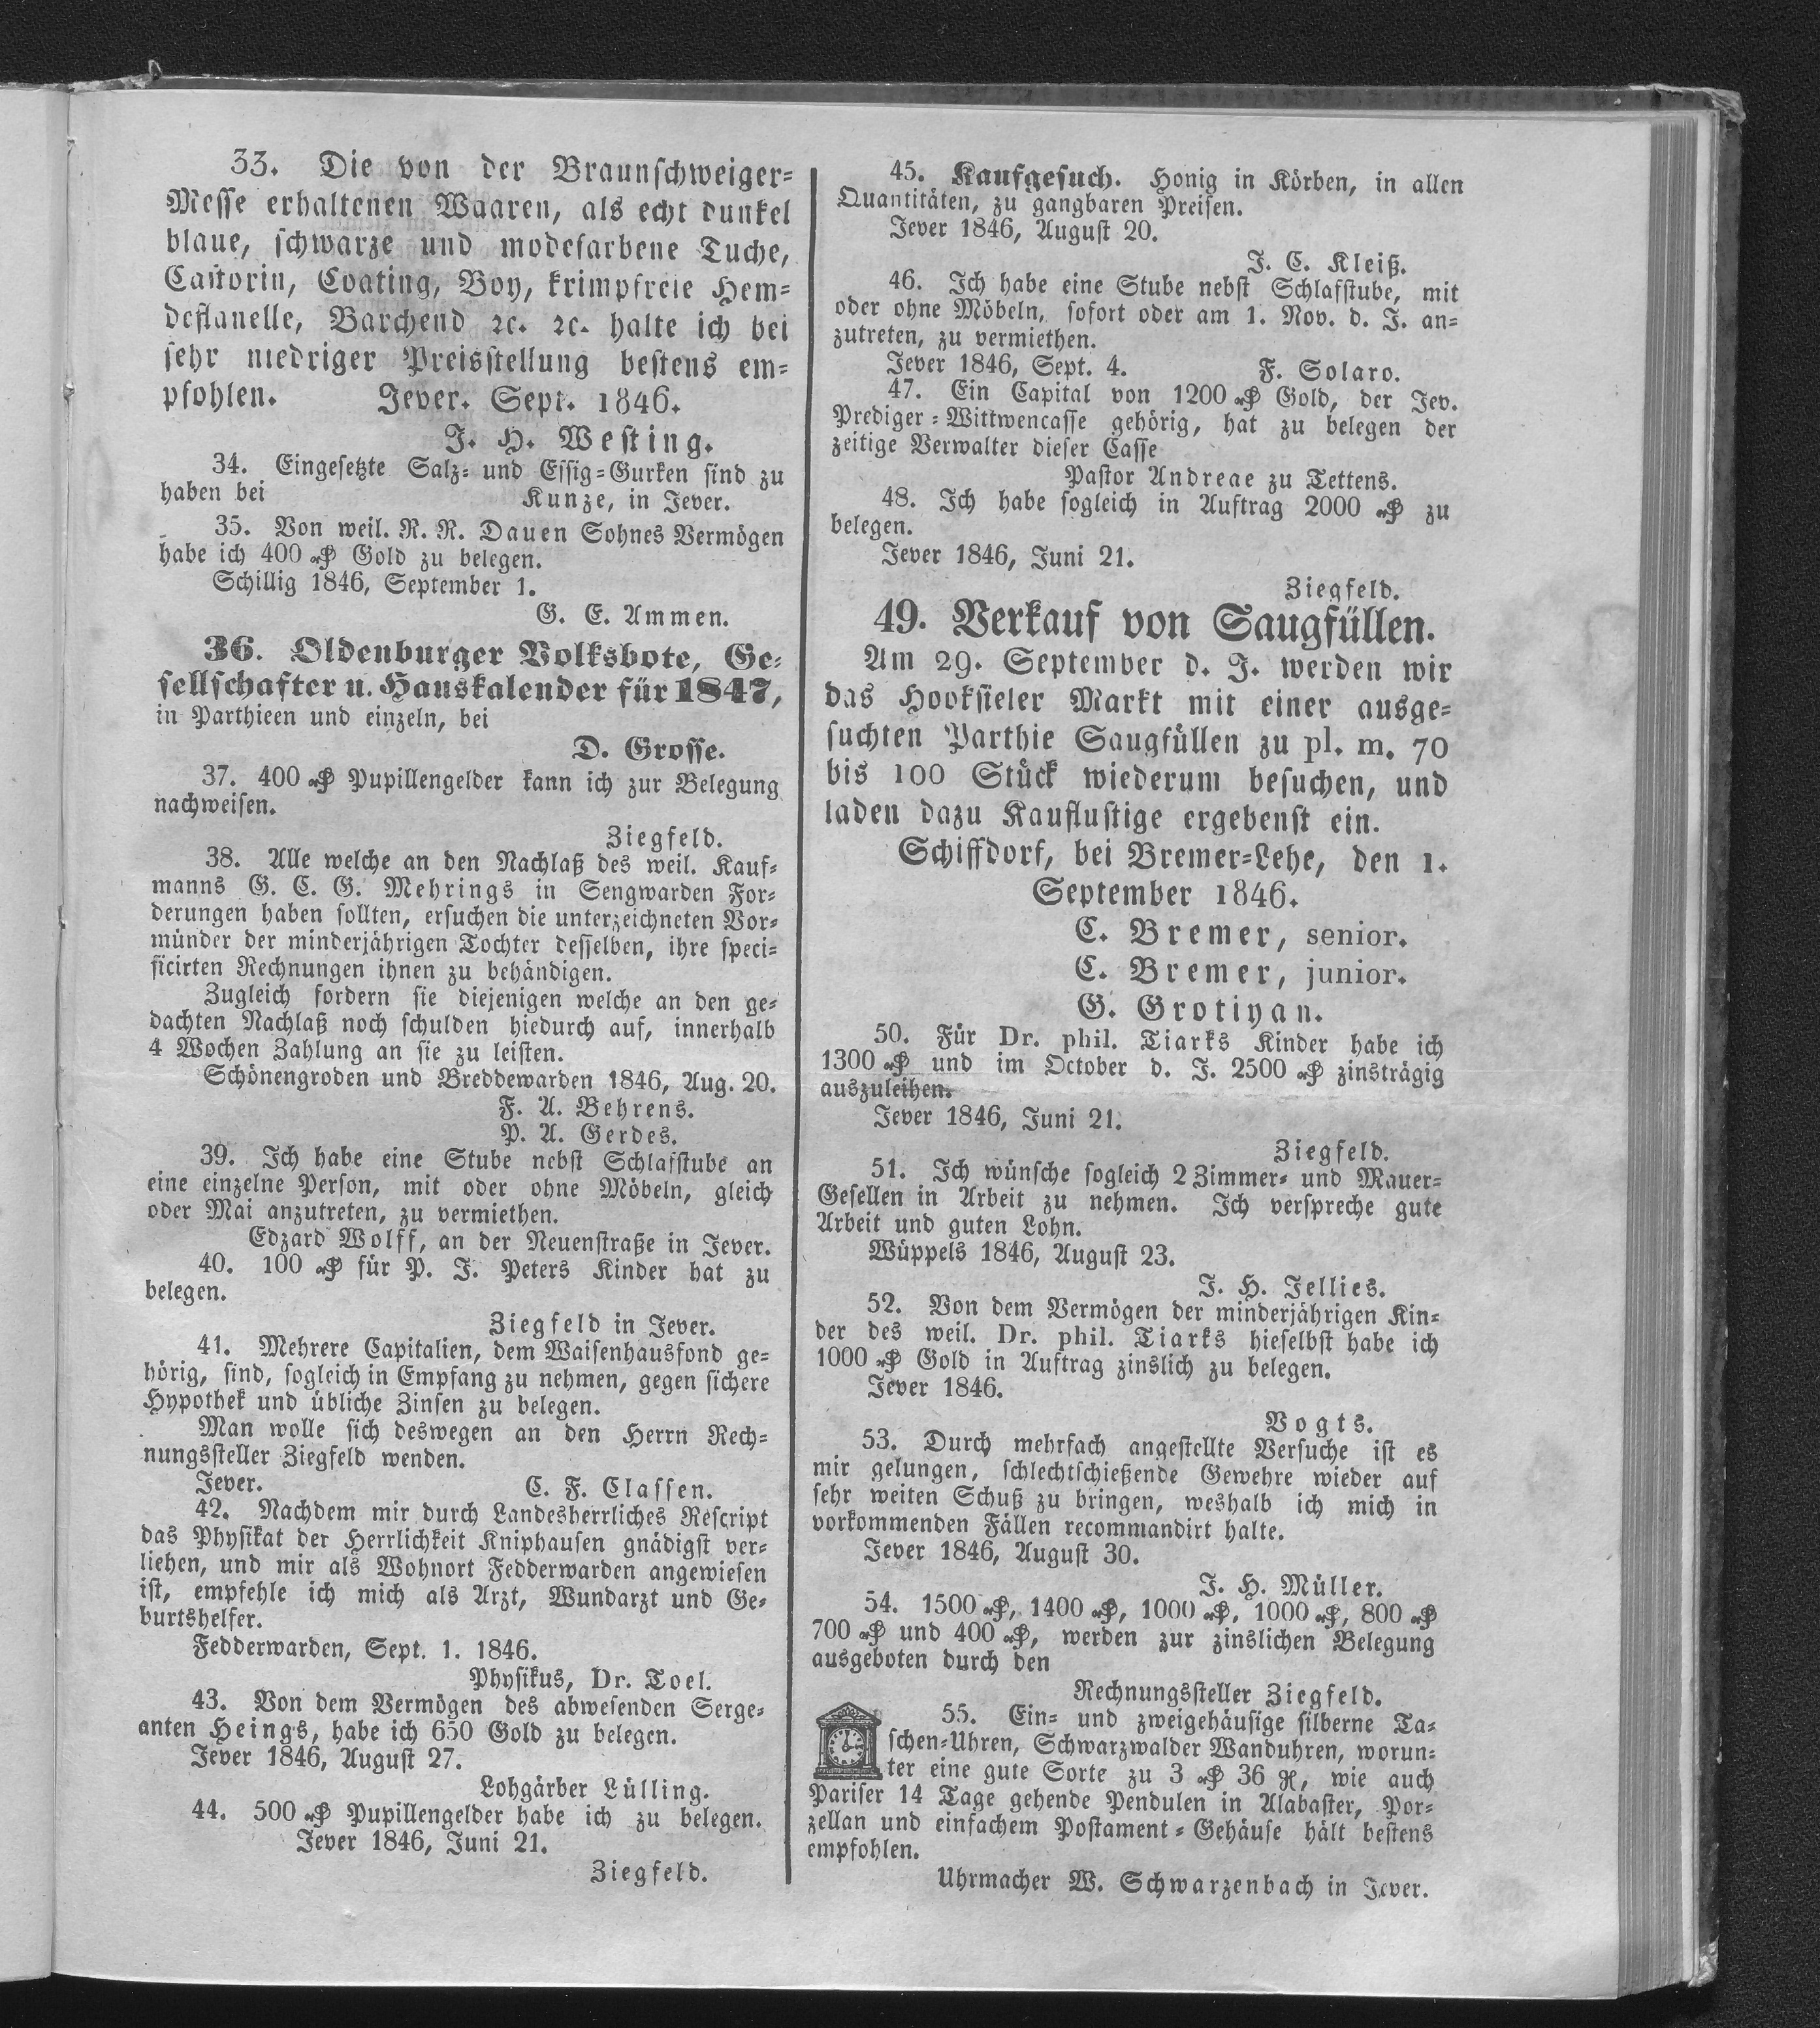 33. Die von der Braunschweiger-
Messe erhaltenen Waaren, als echt dunkel
blaue, schwarze und modefarbene Tuche,
Castorin, Coating, Boy, krimpfreie Hem-
deflanelle, Barchend ꝛc. ꝛc. halte ich bei
sehr niedriger Preisstellung bestens em-
pfohlen. Jever. Sept. 1846.
J. H. Westing.
34. Eingesetzte Salz- und Essig-Gurken sind zu
haben bei Kunze, in Jever.
35. Von weil. R. R. Dauen Sohnes Vermögen
habe ich 400 ₰ Gold zu belegen.
Schillig 1846, September 1.
G. E. Ammen.
36. Oldenburger Volksbote, Ge-
sellschafter u. Hauskalender für 1847,
in Parthieen und einzeln, bei
D. Grosse.
37. 400 ₰ Pupillengelder kann ich zur Belegung
nachweisen.
Ziegfeld.
38. Alle welche an den Nachlaß des weil. Kauf-
manns G. C. G. Mehrings in Sengwarden For-
derungen haben sollten, ersuchen die unterzeichneten Vor-
münder der minderjährigen Tochter desselben, ihre speci-
ficirten Rechnungen ihnen zu behändigen.
Zugleich fordern sie diejenigen welche an den ge-
dachten Nachlaß noch schulden hiedurch auf, innerhalb
4 Wochen Zahlung an sie zu leisten.
Schönengroden und Breddewarden 1846, Aug. 20.
F. A. Behrens.
P. A. Gerdes.
39. Ich habe eine Stube nebst Schlafstube an
eine einzelne Person, mit oder ohne Möbeln, gleich
oder Mai anzutreten, zu vermiethen.
Edzard Wolff, an der Neuenstraße in Jever.
40. 100 ₰ für P. J. Peters Kinder hat zu
belegen.
Ziegfeld in Jever.
41. Mehrere Capitalien, dem Waisenhausfond ge-
hörig, sind, sogleich in Empfang zu nehmen, gegen sichere
Hypothek und übliche Zinsen zu belegen.
Man wolle sich deswegen an den Herrn Rech-
nungssteller Ziegfeld wenden.
Jever. C. F. Classen.
42. Nachdem mir durch Landesherrliches Rescript
das Physikat der Herrlichkeit Kniphausen gnädigst ver-
liehen, und mir als Wohnort Fedderwarden angewiesen
ist, empfehle ich mich als Arzt, Wundarzt und Ge-
burtshelfer.
Fedderwarden, Sept. 1. 1846.
Physikus, Dr. Toel.
43. Von dem Vermögen des abwesenden Serge-
anten Heings, habe ich 650 Gold zu belegen.
Jever 1846, August 27.
Lohgärber Lülling.
44. 500 ₰ Pupillengelder habe ich zu belegen.
Jever 1846, Juni 21.
Ziegfeld.
45. Kaufgesuch. Honig in Körben, in allen
Quantitäten, zu gangbaren Preisen.
Jever 1846, August 20.
J. C. Kleiß.
46. Ich habe eine Stube nebst Schlafstube, mit
oder ohne Möbeln, sofort oder am 1. Nov. d. J. an-
zutreten, zu vermiethen.
Jever 1846, Sept. 4. F. Solaro.
47. Ein Capital von 1200 ₰ Gold, der Jev.
Prediger-Wittwencasse gehörig, hat zu belegen der
zeitige Verwalter dieser Casse
Pastor Andreae zu Tettens.
48. Ich habe sogleich in Auftrag 2000 ₰ zu
belegen.
Jever 1846, Juni 21.
Ziegfeld.
49. Verkauf von Saugfüllen.
Am 29. September d. J. werden wir
das Hooksieler Markt mit einer ausge-
suchten Parthie Saugfüllen zu pl. m. 70
bis 100 Stück wiederum besuchen, und
laden dazu Kauflustige ergebenst ein.
Schiffdorf, bei Bremer-Lehe, den 1.
September 1846.
C. Bremer, senior.
C. Bremer, junior.
G. Grotiyan.
50. Für Dr. phil. Tiarks Kinder habe ich
1300 ₰ und im October d. J. 2500 ₰ zinsträgig
auszuleihen.
Jever 1846, Juni 21.
Ziegfeld.
51. Ich wünsche sogleich 2 Zimmer- und Mauer-
Gesellen in Arbeit zu nehmen. Ich verspreche gute
Arbeit und guten Lohn.
Wüppels 1846, August 23.
J. H. Jellies.
52. Von dem Vermögen der minderjährigen Kin-
der des weil. Dr. phil. Tiarks hieselbst habe ich
1000 ₰ Gold in Auftrag zinslich zu belegen.
Jever 1846.
Vogts.
53. Durch mehrfach angestellte Versuche ist es
mir gelungen, schlechtschießende Gewehre wieder auf
sehr weiten Schuß zu bringen, weshalb ich mich in
vorkommenden Fällen recommandirt halte.
Jever 1846, August 30.
J. H. Müller.
54. 1500 ₰, 1400 ₰, 1000 ₰, 1000 ₰, 800 ₰
700 ₰ und 400 ₰, werden zur zinslichen Belegung
ausgeboten durch den
Rechnungssteller Ziegfeld.
55. Ein- und zweigehäusige silberne Ta-
schen-Uhren, Schwarzwalder Wanduhren, worun-
ter eine gute Sorte zu 3 ₰ 36 gr, wie auch
Pariser 14 Tage gehende Pendulen in Alabaster, Por-
zellan und einfachem Postament-Gehäuse hält bestens
empfohlen.
Uhrmacher W. Schwarzenbach in Jever.